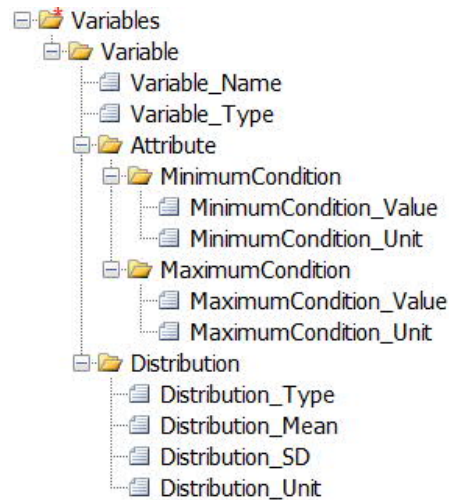 Variables
Variable
Variable_Name
Variable_Type
Attribute
MinimumCondition
MinimumCondition_Value
MinimumCondition_Unit
MaximumCondition
MaximumCondition_Value
MaximumCondition_Unit
Distribution
Distribution_Type
Distribution_Mean
Distribution_SD
Distribution_Unit